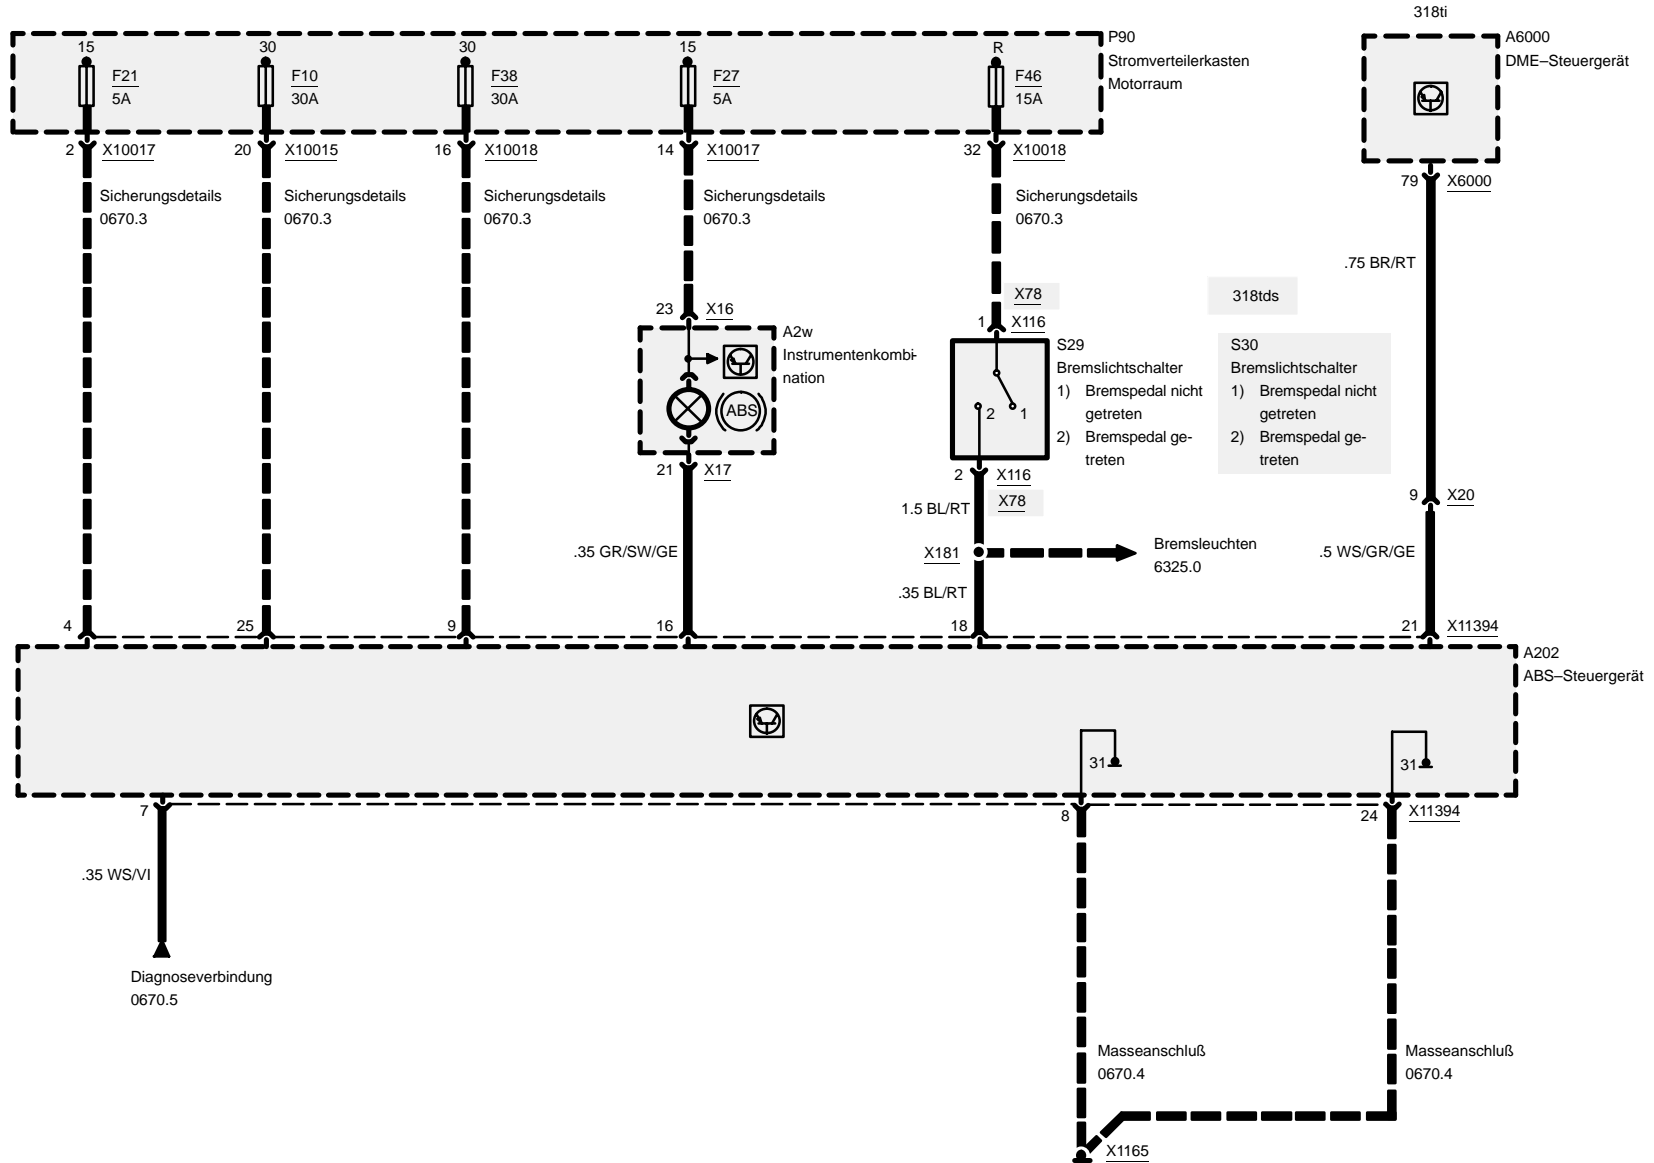 318ti
15 30 30 15 R
F21 F10 F38 F27 F46
5A 30A 30A 5A 15A
P90
Stromverteilerkasten
Motorraum
A6000
DME–Steuergerät
2 X10017 20 X10015 16 X10018 14 X10017 32 X10018
79 X6000
Sicherungsdetails Sicherungsdetails Sicherungsdetails Sicherungsdetails Sicherungsdetails
0670.3 0670.3 0670.3 0670.3 0670.3
.75 BR/RT
X78
318tds
23 X16
1 X116
A2w
Instrumentenkombi-
nation
ABS
S29
Bremslichtschalter
1) Bremspedal nicht
getreten
2) Bremspedal ge-
treten
2 1
S30
Bremslichtschalter
1) Bremspedal nicht
getreten
2) Bremspedal ge-
treten
21 X17
2 X116
X78
9 X20
1.5 BL/RT
.35 GR/SW/GE
X181
Bremsleuchten
6325.0
.5 WS/GR/GE
.35 BL/RT
4 25 9 16 18 21 X11394
A202
ABS–Steuergerät
31 31
7 8 24 X11394
.35 WS/VI
Diagnoseverbindung
0670.5
Masseanschluß Masseanschluß
0670.4 0670.4
X1165